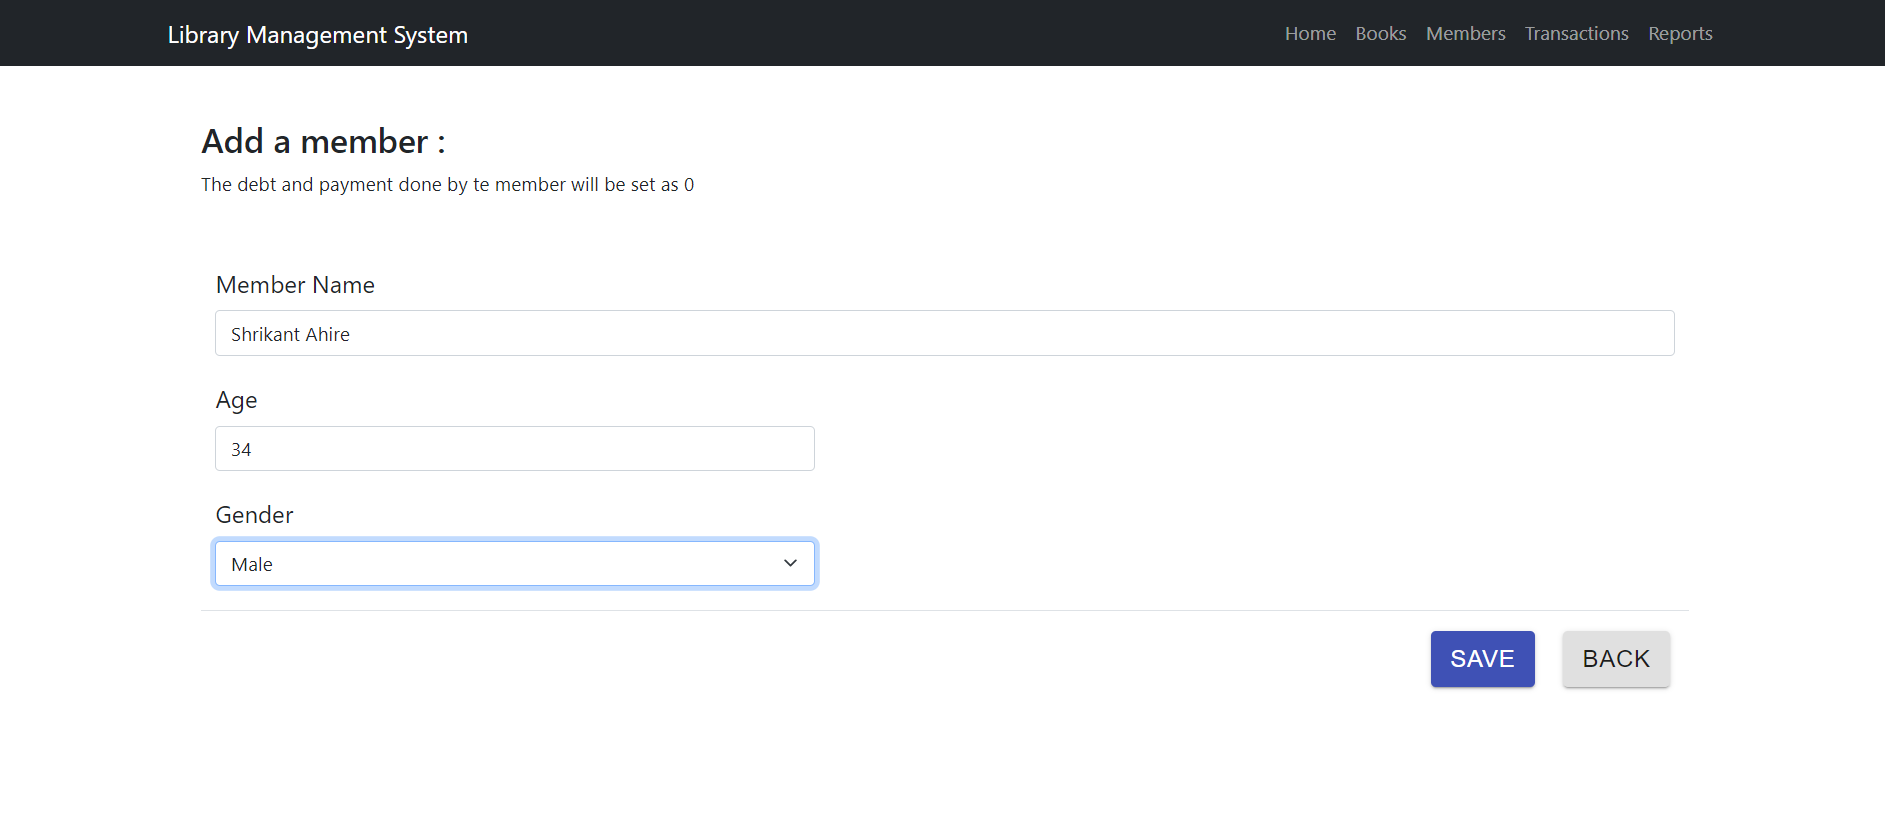 Library Management System Home Books Members Transactions Reports
Add a member :
The debt and payment done by te member will be set as 0
Member Name
Shrikant Ahire
Age
34
Gender
Male
SAVE BACK